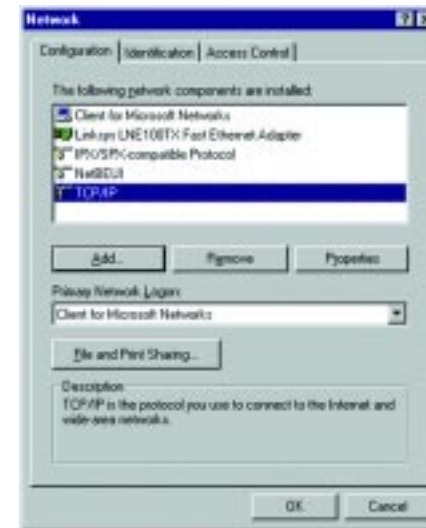 Network
Configuration Identification Access Control
The following network components are installed:
Client for Microsoft Networks
Linksys LNE100TX Fast Ethernet Adapter
IPX/SPX-compatible Protocol
NetBEUI
TCP/IP
Add... Remove Properties
Primary Network Logon:
Client for Microsoft Networks
File and Print Sharing...
Description
TCP/IP is the protocol you use to connect to the Internet and
wide-area networks.
OK Cancel